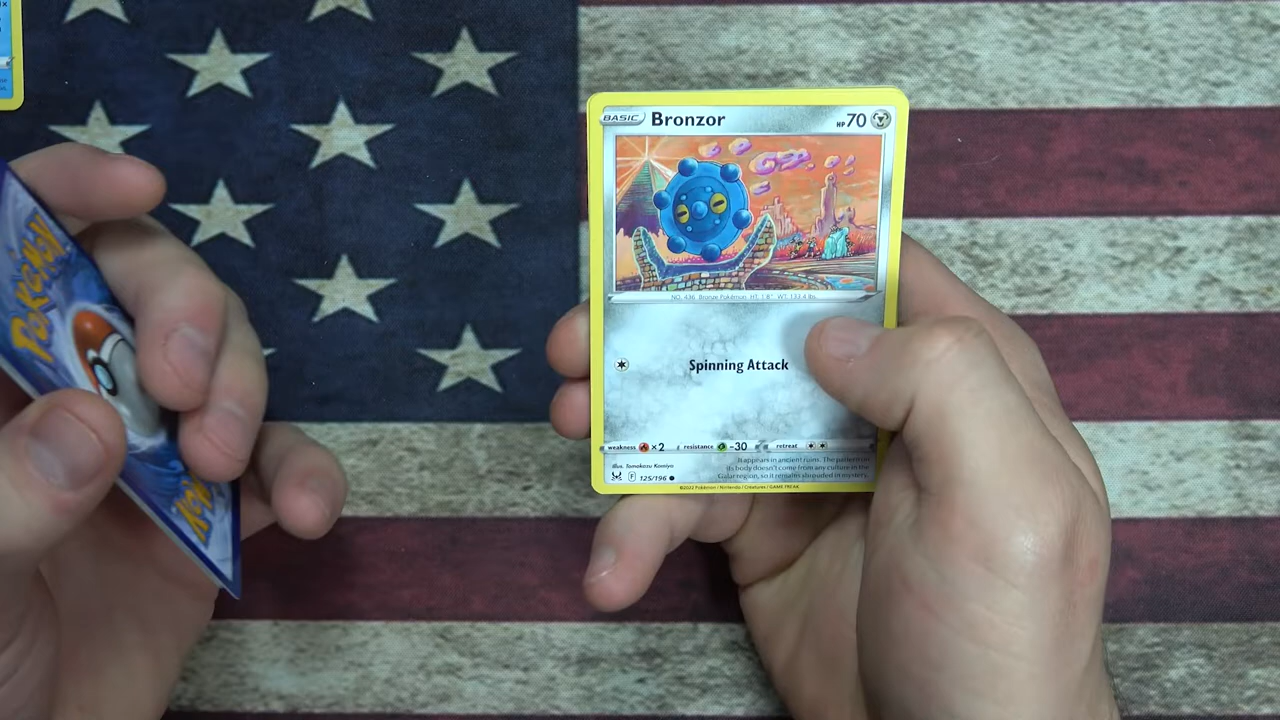 BASIC Bronzor HP 70
NO. 436 Bronze Pokémon HT: 1'8" WT: 133.4 lbs.
Spinning Attack
weakness ×2 resistance -30 retreat
Illus. Tomokazu Komiya
It appears in ancient ruins. The pattern on
its body doesn't come from any culture in the
Galar region, so it remains shrouded in mystery.
F 125/196
©2022 Pokémon / Nintendo / Creatures / GAME FREAK
POKéMON